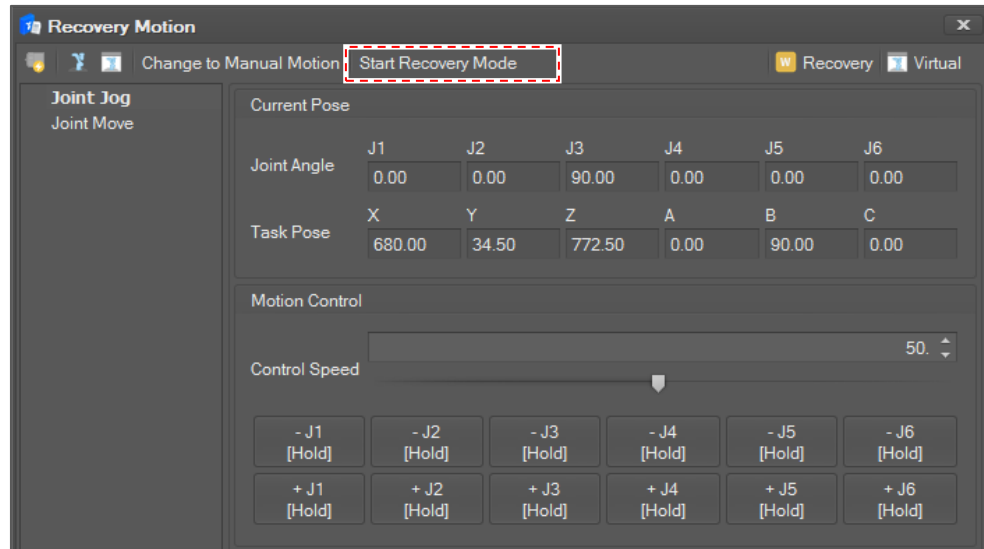 Recovery Motion
x
Change to Manual Motion Start Recovery Mode W Recovery Virtual
Joint Jog
Joint Move
Current Pose
J1 J2 J3 J4 J5 J6
Joint Angle
0.00 0.00 90.00 0.00 0.00 0.00
X Y Z A B C
Task Pose
680.00 34.50 772.50 0.00 90.00 0.00
Motion Control
50.
Control Speed
- J1 - J2 - J3 - J4 - J5 - J6
[Hold] [Hold] [Hold] [Hold] [Hold] [Hold]
+ J1 + J2 + J3 + J4 + J5 + J6
[Hold] [Hold] [Hold] [Hold] [Hold] [Hold]